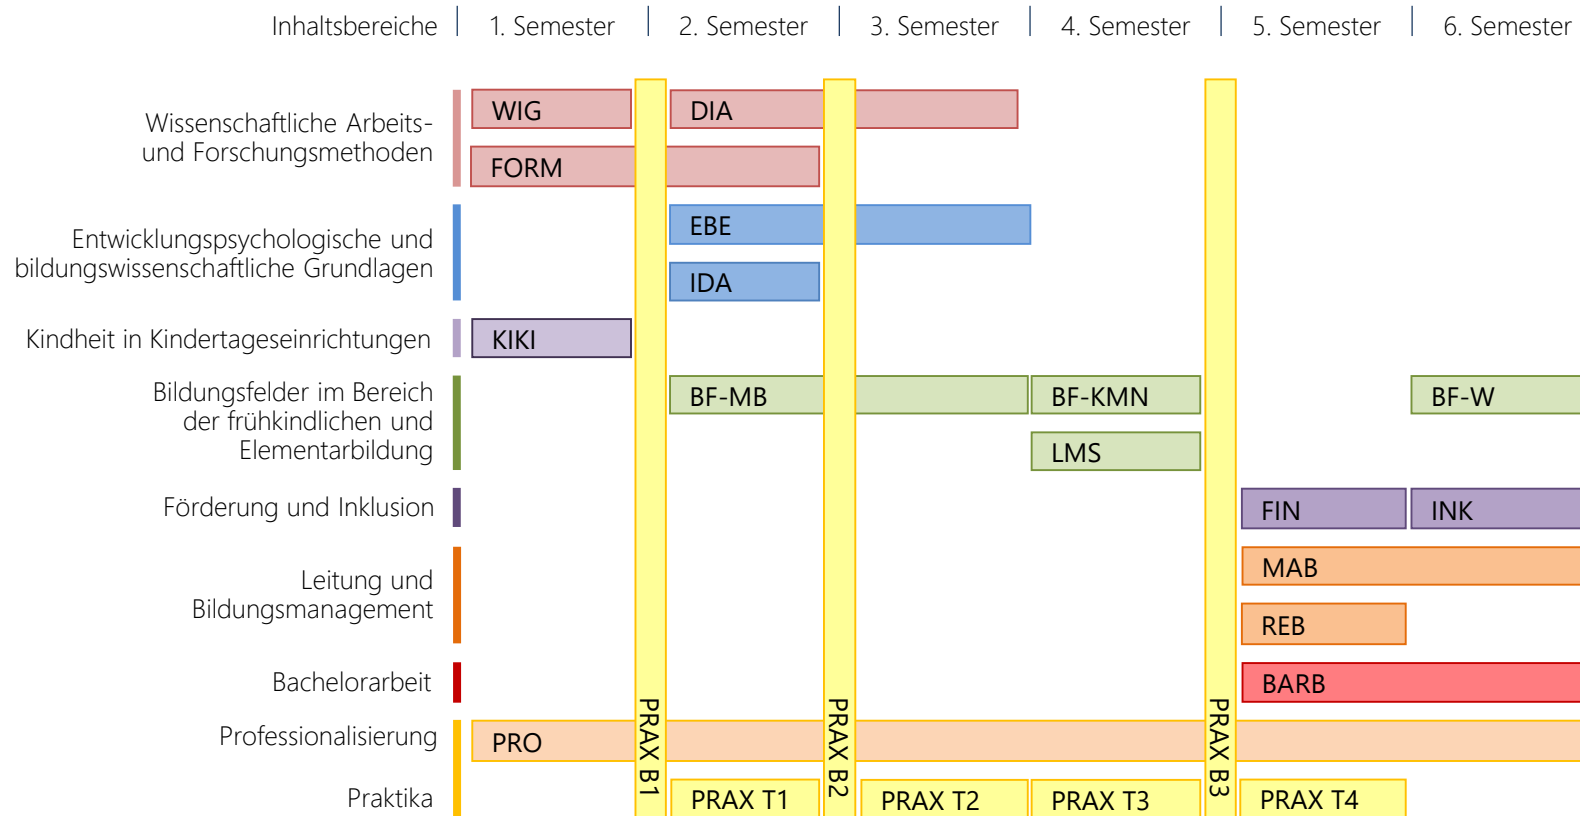 Inhaltsbereiche
1. Semester
2. Semester
3. Semester
4. Semester
5. Semester
6. Semester
Wissenschaftliche Arbeits-
und Forschungsmethoden
WIG
DIA
FORM
Entwicklungspsychologische und
bildungswissenschaftliche Grundlagen
EBE
IDA
Kindheit in Kindertageseinrichtungen
KIKI
Bildungsfelder im Bereich
der frühkindlichen und
Elementarbildung
BF-MB
BF-KMN
BF-W
LMS
Förderung und Inklusion
FIN
INK
Leitung und
Bildungsmanagement
MAB
REB
Bachelorarbeit
BARB
Professionalisierung
PRO
PRAX B1
PRAX B2
PRAX B3
Praktika
PRAX T1
PRAX T2
PRAX T3
PRAX T4